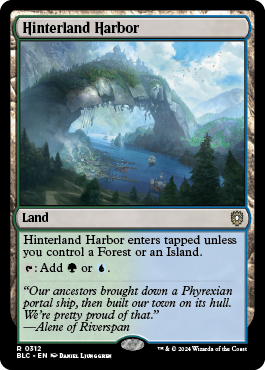 Hinterland Harbor
Land
Hinterland Harbor enters tapped unless
you control a Forest or an Island.
: Add or .
“Our ancestors brought down a Phyrexian
portal ship, then built our town on its hull.
We’re pretty proud of that.”
—Alene of Riverspan
R 0312
BLC • EN DANIEL LJUNGGREN
™ & © 2024 Wizards of the Coast